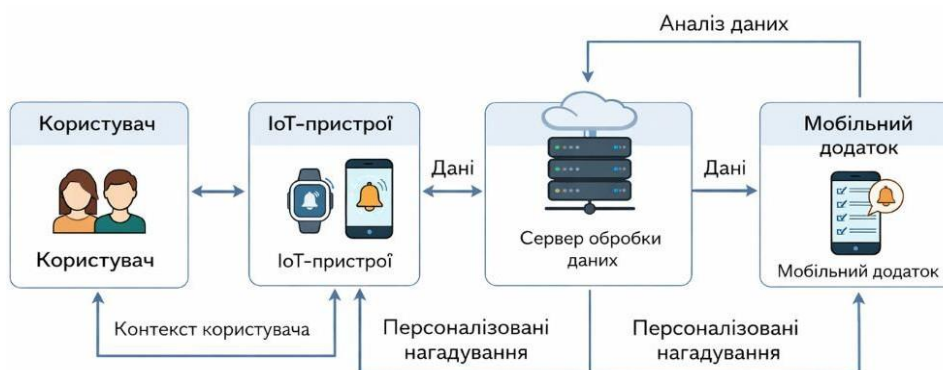 Аналіз даних
Користувач
IoT-пристрої
Мобільний
додаток
Дані
Дані
Користувач
IoT-пристрої
Сервер обробки
даних
Мобільний додаток
Контекст користувача
Персоналізовані
нагадування
Персоналізовані
нагадування